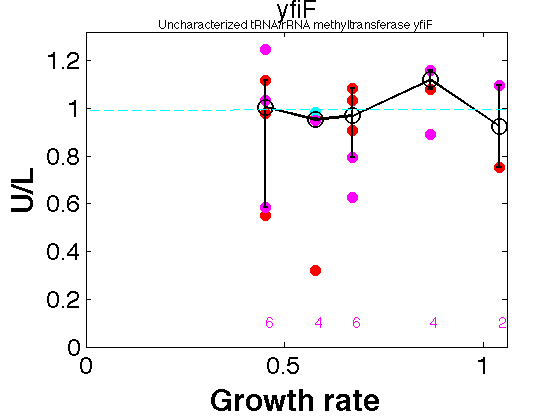 yfiF
Uncharacterized tRNA/rRNA methyltransferase yfiF
1.2
1
0.8
0.6
0.4
0.2
0
U/L
6 4 6 4 2
0 0.5 1
Growth rate